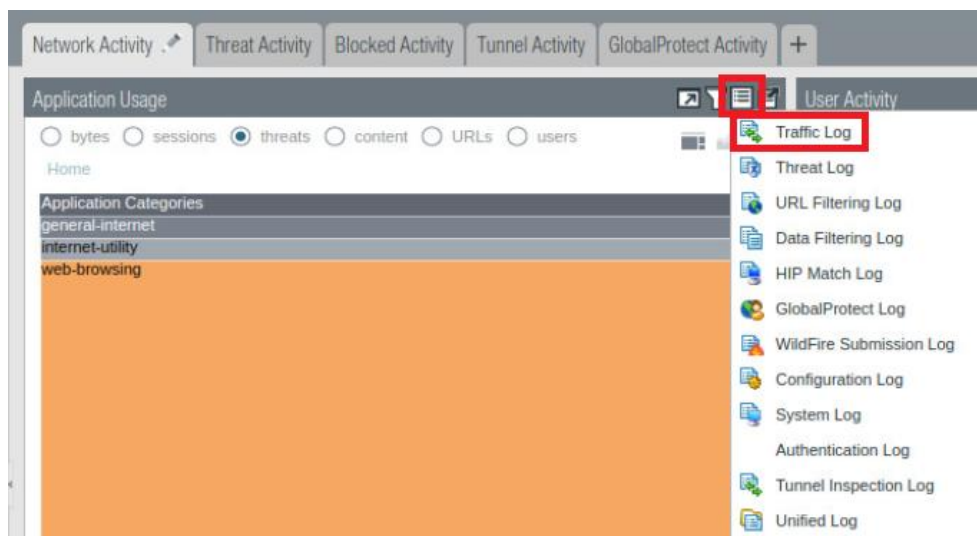 Network Activity
Threat Activity
Blocked Activity
Tunnel Activity
GlobalProtect Activity
+
Application Usage
User Activity
bytes
sessions
threats
content
URLs
users
Home
Application Categories
general-internet
internet-utility
web-browsing
Traffic Log
Threat Log
URL Filtering Log
Data Filtering Log
HIP Match Log
GlobalProtect Log
WildFire Submission Log
Configuration Log
System Log
Authentication Log
Tunnel Inspection Log
Unified Log